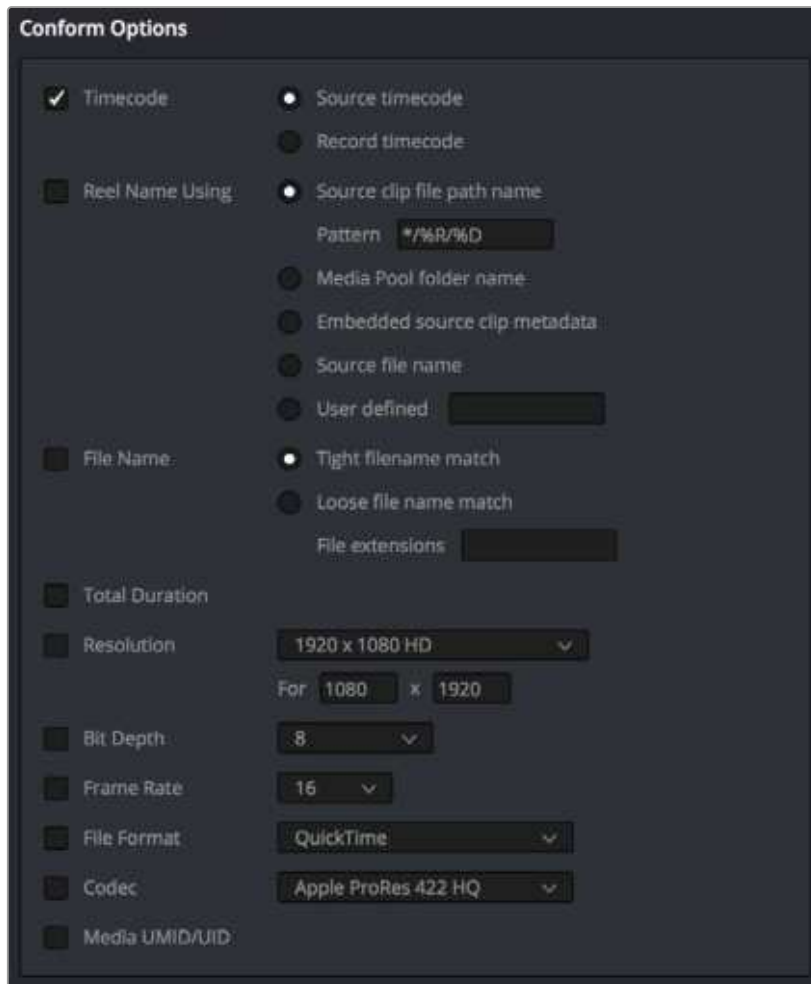 Conform Options
Timecode Source timecode
Record timecode
Reel Name Using Source clip file path name
Pattern */%R/%D
Media Pool folder name
Embedded source clip metadata
Source file name
User defined
File Name Tight filename match
Loose file name match
File extensions
Total Duration
Resolution 1920 x 1080 HD
For 1080 x 1920
Bit Depth 8
Frame Rate 16
File Format QuickTime
Codec Apple ProRes 422 HQ
Media UMID/UID